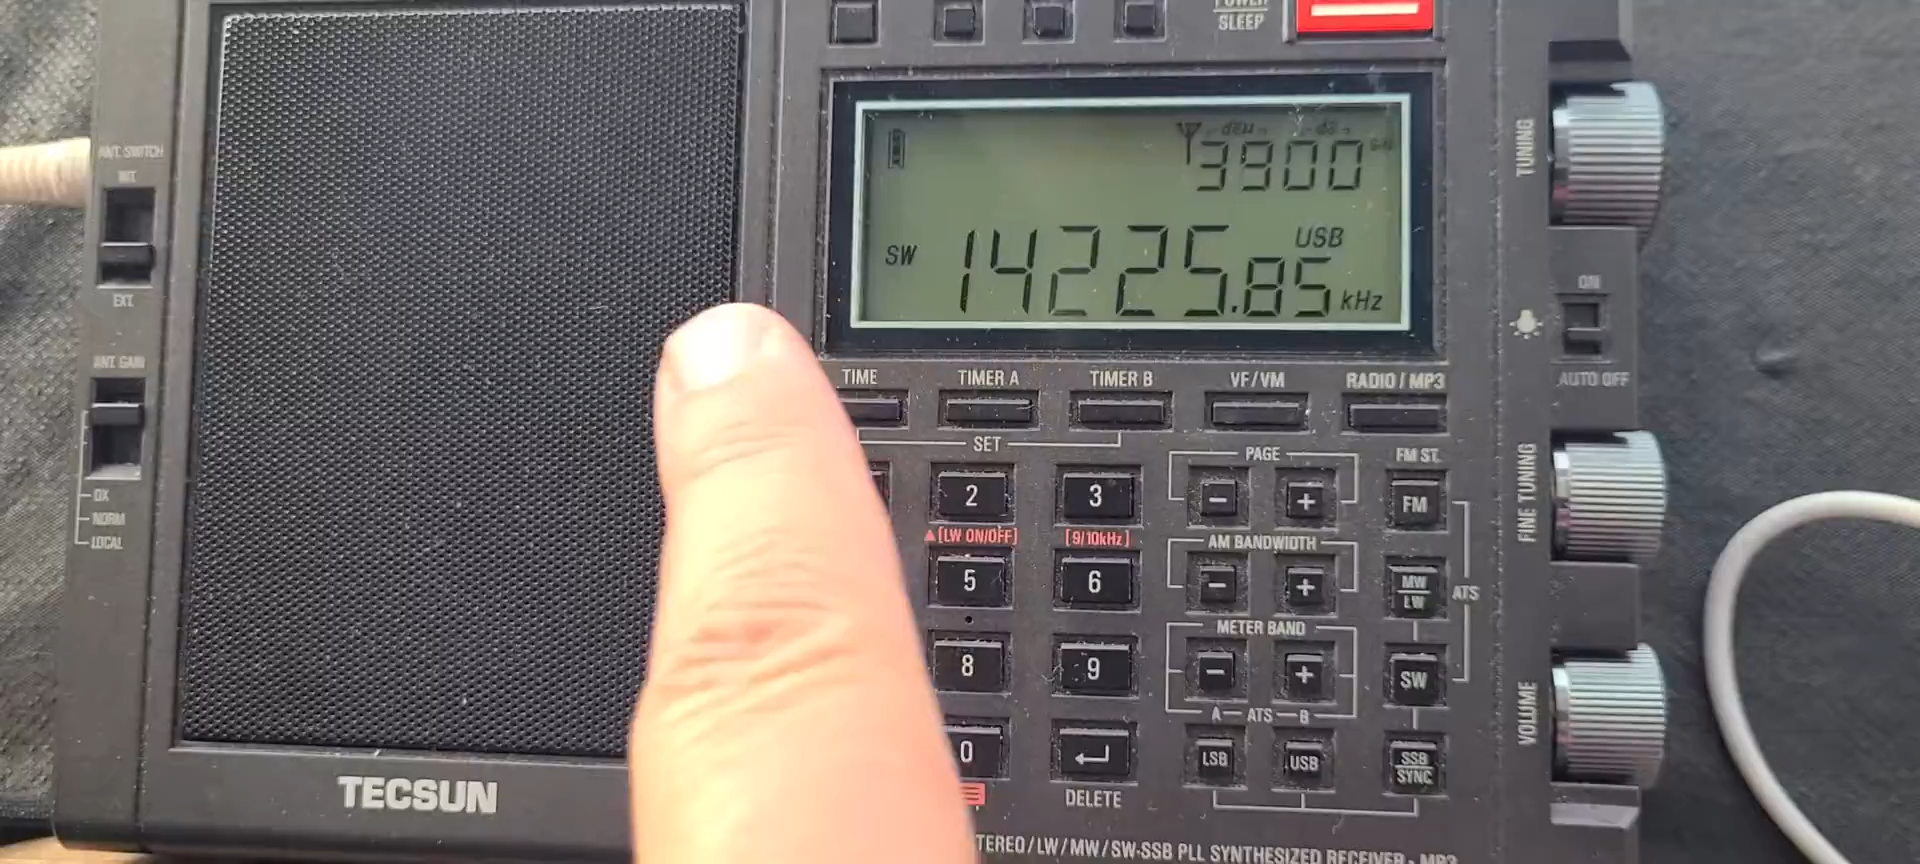 POWER
SLEEP
ANT. SWITCH
INT.
EXT.
ANT. GAIN
DX
NORM
LOCAL
3900
S/N
SW
14225.85
USB
kHz
TUNING
ON
AUTO OFF
TIME
TIMER A
TIMER B
VF/VM
RADIO / MP3
SET
PAGE
FM ST.
2
3
- +
FM
[LW ON/OFF]
[9/10kHz]
AM BANDWIDTH
FINE TUNING
5
6
- +
MW
LW
ATS
METER BAND
8
9
- +
SW
A — ATS — B
VOLUME
0
DELETE
LSB
USB
SSB
SYNC
TECSUN
TEREO / LW / MW / SW-SSB PLL SYNTHESIZED RECEIVER - MP3